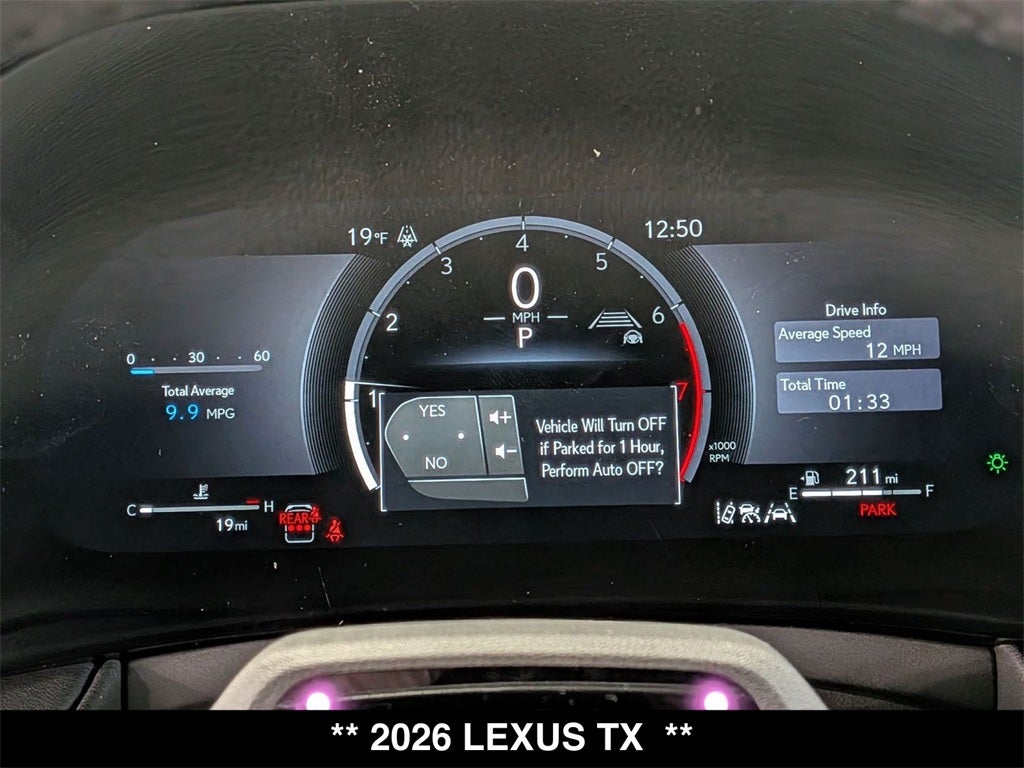 19°F
12:50
4
3
5
0
MPH
2
6
P
Drive Info
0 30 60
Average Speed
12 MPH
Total Average
9.9 MPG
1
7
Total Time
01:33
YES
NO
+
-
Vehicle Will Turn OFF
if Parked for 1 Hour,
Perform Auto OFF?
x1000
RPM
211 mi
E F
C H
REAR
19 mi
PARK
** 2026 LEXUS TX **